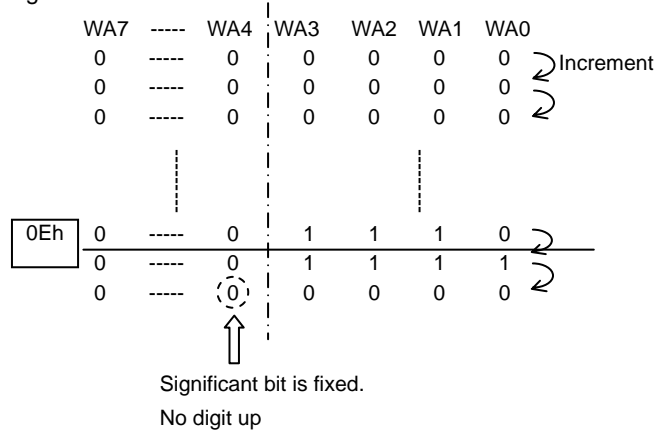 WA7 ----- WA4 WA3 WA2 WA1 WA0
0 ----- 0 0 0 0 0 Increment
0 ----- 0 0 0 0 0
0 ----- 0 0 0 0 0
0Eh 0 ----- 0 1 1 1 0
0 ----- 0 1 1 1 1
0 ----- 0 0 0 0 0
Significant bit is fixed.
No digit up